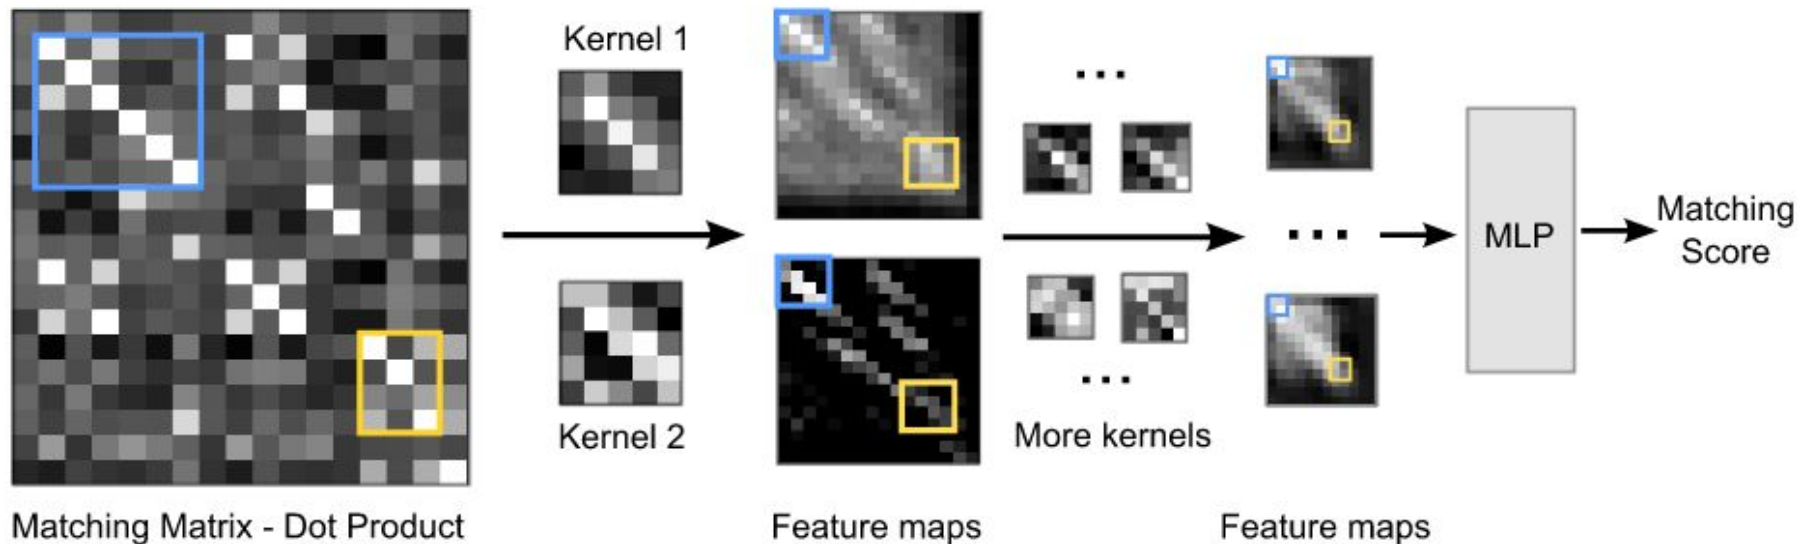 Kernel 1
Kernel 2
...
More kernels
...
...
MLP
Matching
Score
Matching Matrix - Dot Product
Feature maps
Feature maps